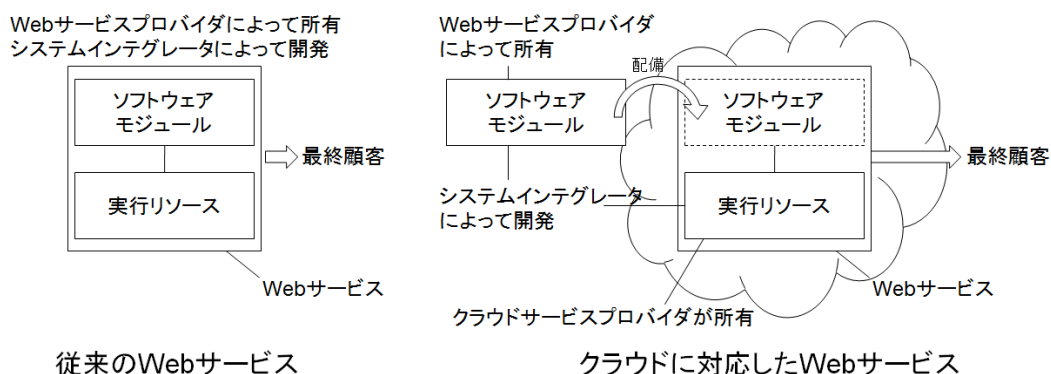 Webサービスプロバイダによって所有
システムインテグレータによって開発
ソフトウェア
モジュール
実行リソース
最終顧客
Webサービス
従来のWebサービス
Webサービスプロバイダ
によって所有
配備
ソフトウェア
モジュール
ソフトウェア
モジュール
システムインテグレータ
によって開発
実行リソース
最終顧客
Webサービス
クラウドサービスプロバイダが所有
クラウドに対応したWebサービス